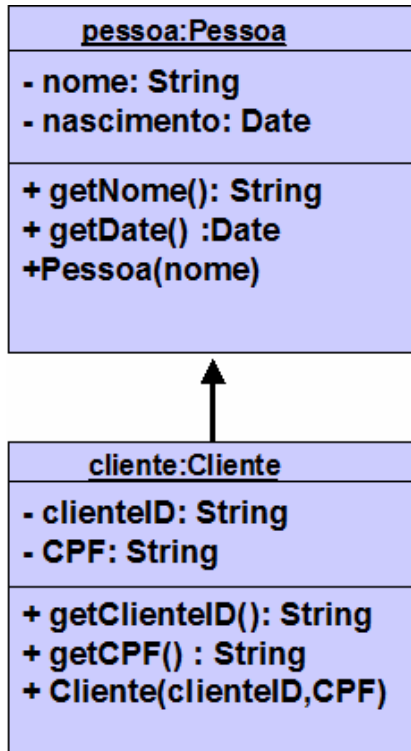 pessoa:Pessoa
- nome: String
- nascimento: Date
+ getNome(): String
+ getDate() :Date
+Pessoa(nome)
cliente:Cliente
- clienteID: String
- CPF: String
+ getClienteID(): String
+ getCPF() : String
+ Cliente(clienteID,CPF)